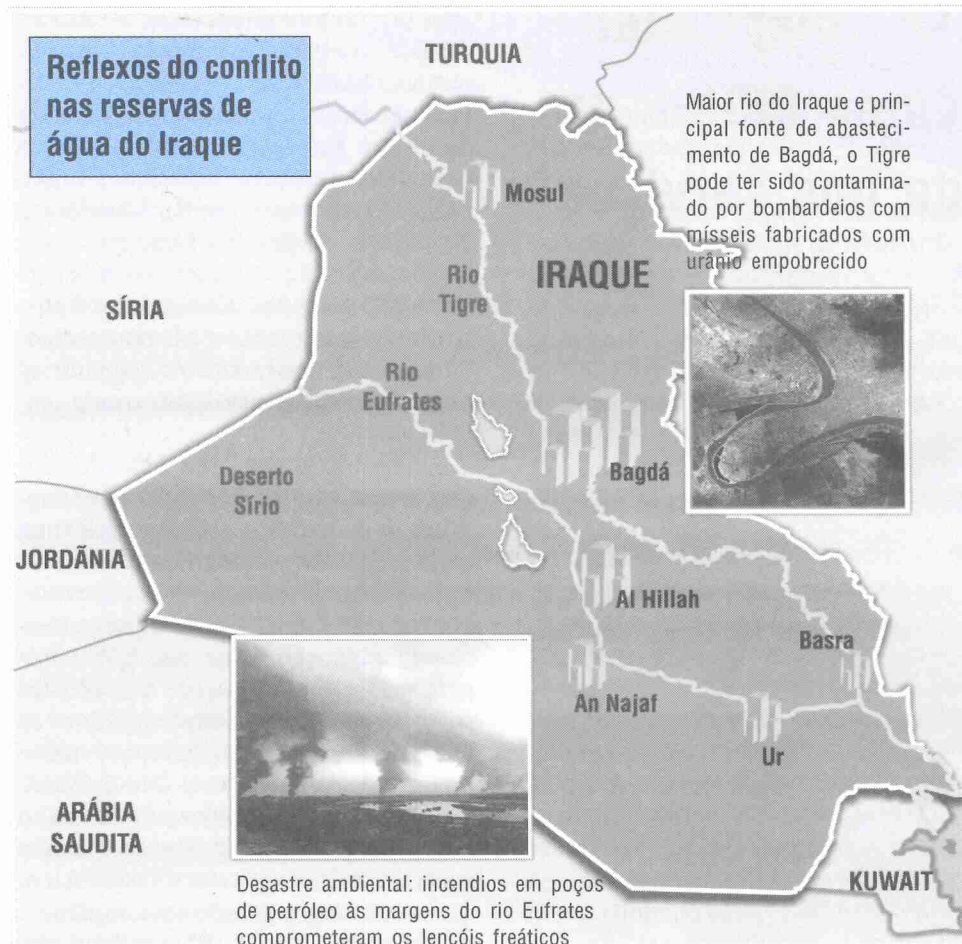 Reflexos do conflito
nas reservas de
água do Iraque
TURQUIA
Maior rio do Iraque e prin-
cipal fonte de abasteci-
mento de Bagdá, o Tigre
pode ter sido contamina-
do por bombardeios com
mísseis fabricados com
urânio empobrecido
Mosul
Rio
Tigre
IRAQUE
SÍRIA
Rio
Eufrates
Bagdá
Deserto
Sírio
JORDÂNIA
Al Hillah
Basra
An Najaf
Ur
ARÁBIA
SAUDITA
KUWAIT
Desastre ambiental: incendios em poços
de petróleo às margens do rio Eufrates
comprometeram os lençóis freáticos